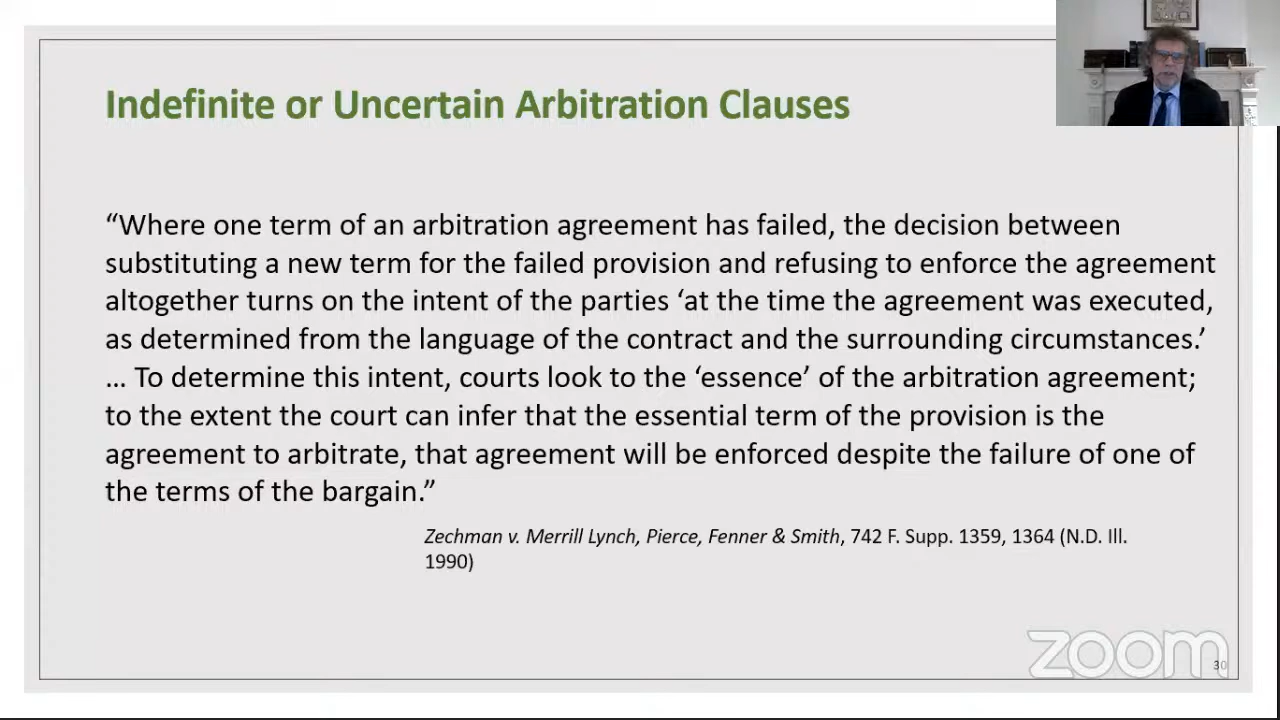 Indefinite or Uncertain Arbitration Clauses
“Where one term of an arbitration agreement has failed, the decision between
substituting a new term for the failed provision and refusing to enforce the agreement
altogether turns on the intent of the parties ‘at the time the agreement was executed,
as determined from the language of the contract and the surrounding circumstances.’
… To determine this intent, courts look to the ‘essence’ of the arbitration agreement;
to the extent the court can infer that the essential term of the provision is the
agreement to arbitrate, that agreement will be enforced despite the failure of one of
the terms of the bargain.”
Zechman v. Merrill Lynch, Pierce, Fenner & Smith, 742 F. Supp. 1359, 1364 (N.D. Ill.
1990)
zoom
30